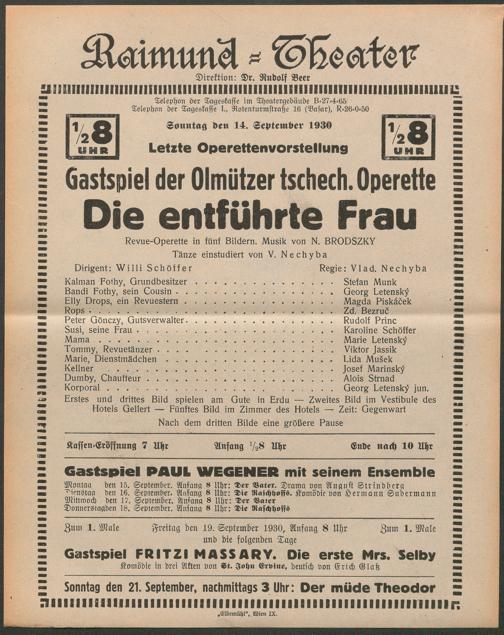 Raimund=Theater
Direktion: Dr. Rudolf Beer
Telephon der Tageskasse im Theatergebäude B-27-4-65
Telephon der Tageskasse I., Rotenturmstraße 16 (Basar), R-26-0-50
1/2 8 UHR
Sonntag den 14. September 1930
1/2 8 UHR
Letzte Operettenvorstellung
Gastspiel der Olmützer tschech. Operette
Die entführte Frau
Revue-Operette in fünf Bildern. Musik von N. BRODSZKY
Tänze einstudiert von V. Nechyba
Dirigent: Willi Schöffer Regie: Vlad. Nechyba
Kalman Fothy, Grundbesitzer . . . . . . . . . . Stefan Munk
Bandi Fothy, sein Cousin . . . . . . . . . . Georg Letenský
Elly Drops, ein Revuestern . . . . . . . . . . Magda Piskáček
Rops . . . . . . . . . . Zd. Bezruč
Peter Gönczy, Gutsverwalter . . . . . . . . . . Rudolf Princ
Susi, seine Frau . . . . . . . . . . Karoline Schöffer
Mama . . . . . . . . . . Marie Letenský
Tommy, Revuetänzer . . . . . . . . . . Viktor Jassik
Marie, Dienstmädchen . . . . . . . . . . Lida Mušek
Kellner . . . . . . . . . . Josef Marinský
Dumby, Chauffeur . . . . . . . . . . Alois Strnad
Korporal . . . . . . . . . . Georg Letenský jun.
Erstes und drittes Bild spielen am Gute in Erdu — Zweites Bild im Vestibule des
Hotels Gellert — Fünftes Bild im Zimmer des Hotels — Zeit: Gegenwart
Nach dem dritten Bilde eine größere Pause
Kassen-Eröffnung 7 Uhr Anfang 1/2 8 Uhr Ende nach 10 Uhr
Gastspiel PAUL WEGENER mit seinem Ensemble
Montag den 15. September, Anfang 8 Uhr: Der Vater. Drama von August Strindberg
Dienstag den 16. September, Anfang 8 Uhr: Die Raschhoffs. Komödie von Hermann Sudermann
Mittwoch den 17. September, Anfang 8 Uhr: Der Vater
Donnerstag den 18. September, Anfang 8 Uhr: Die Raschhoffs
Zum 1. Male Freitag den 19. September 1930, Anfang 8 Uhr Zum 1. Male
und die folgenden Tage
Gastspiel FRITZI MASSARY. Die erste Mrs. Selby
Komödie in drei Akten von St. John Ervine, deutsch von Erich Glaß
Sonntag den 21. September, nachmittags 3 Uhr: Der müde Theodor
„Elbemühl“, Wien IX.